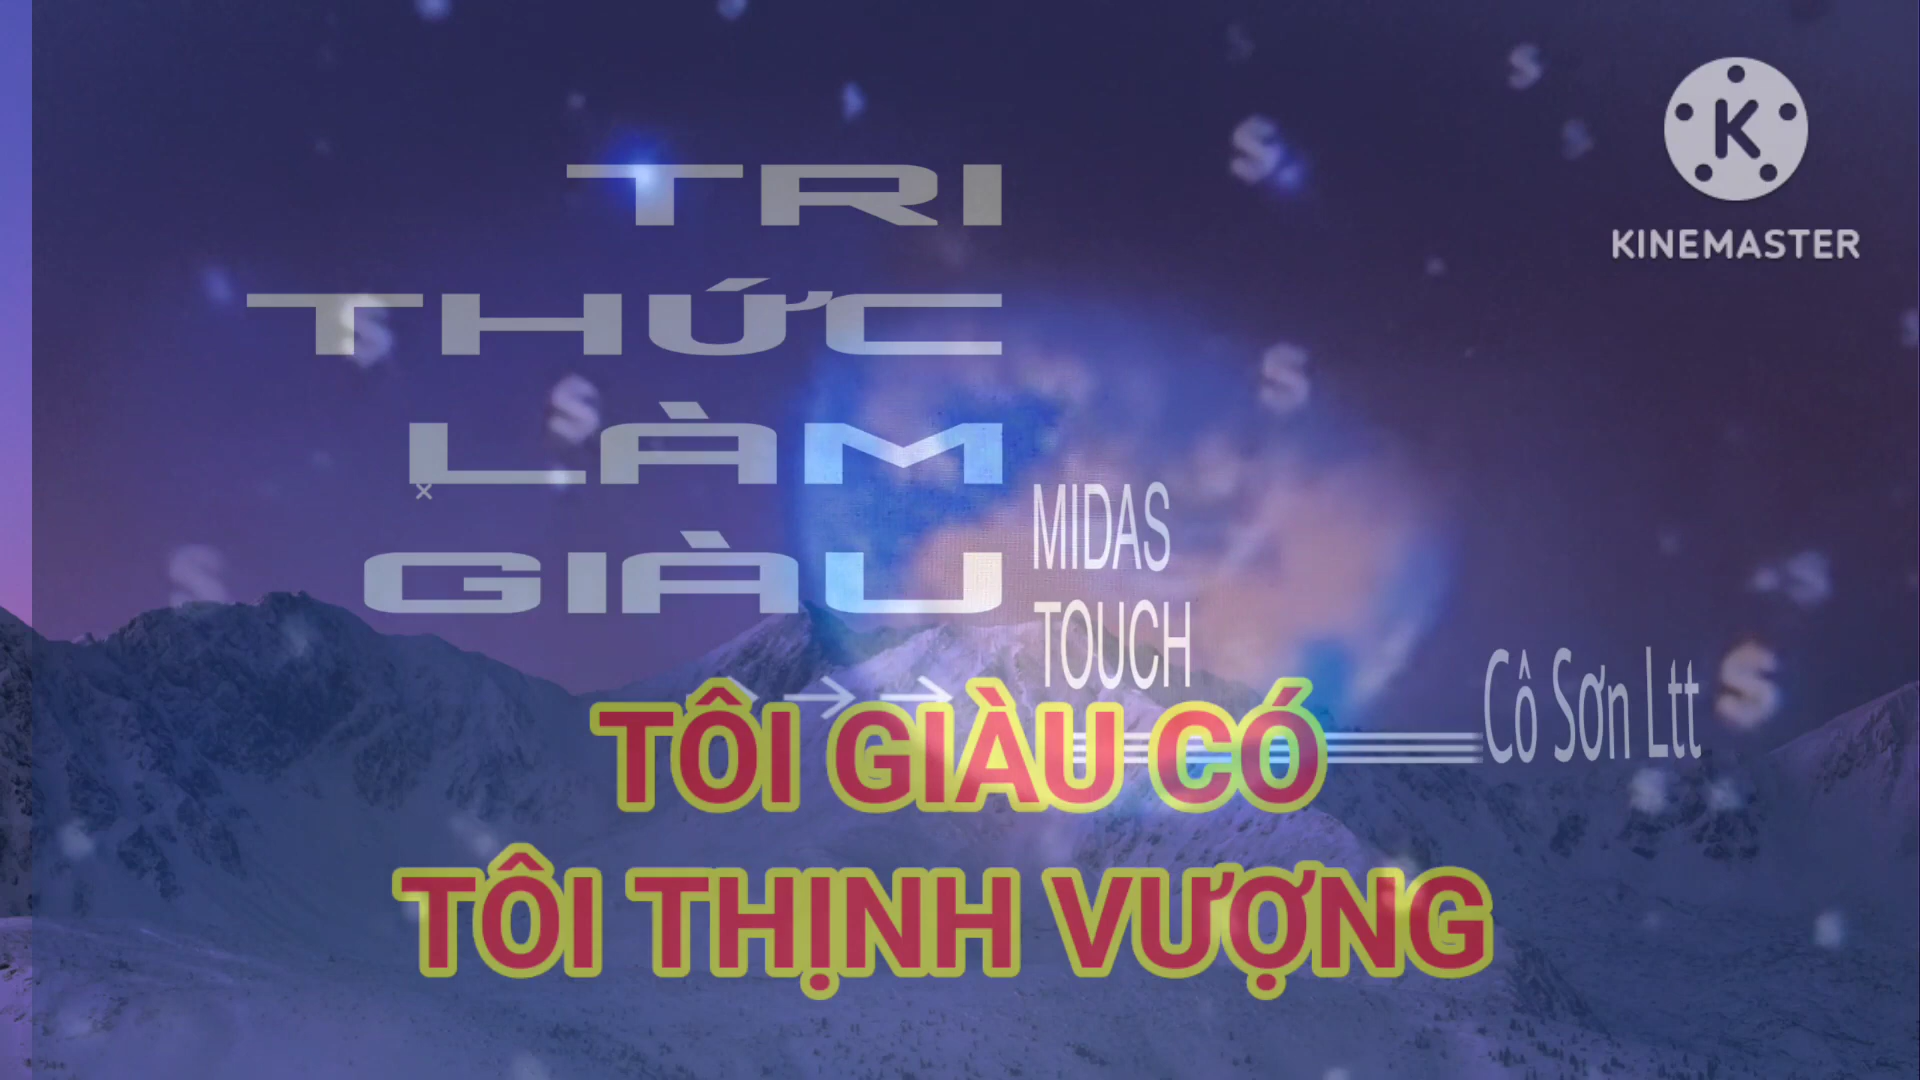 TRI
THỨC
LÀM
GIÀU
MIDAS
TOUCH
Cô Sơn Ltt
TÔI GIÀU CÓ
TÔI THỊNH VƯỢNG
K
KINEMASTER